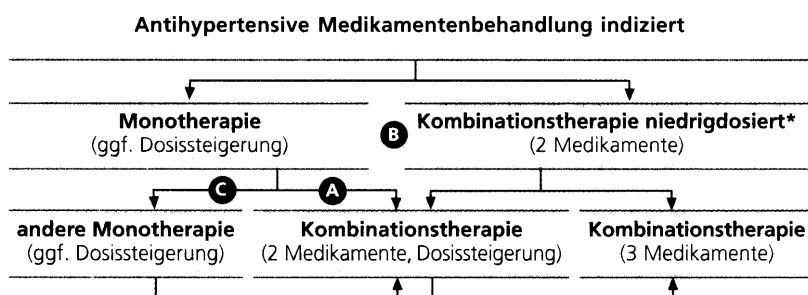 Antihypertensive Medikamentenbehandlung indiziert
Monotherapie
(ggf. Dosissteigerung)
B
Kombinationstherapie niedrigdosiert*
(2 Medikamente)
C
A
andere Monotherapie
(ggf. Dosissteigerung)
Kombinationstherapie
(2 Medikamente, Dosissteigerung)
Kombinationstherapie
(3 Medikamente)